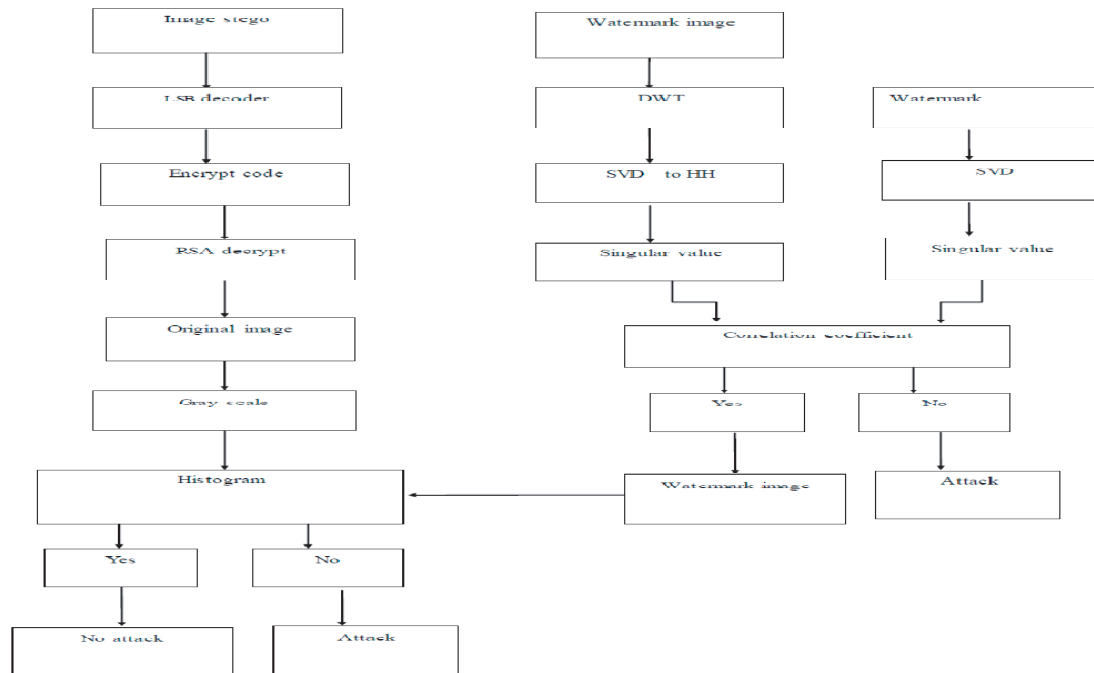 Image stego
Watermark image
LSB decoder
DWT
Watermark
Encrypt code
SVD to HH
SVD
RSA decrypt
Singular value
Singular value
Original image
Correlation coefficient
Gray scale
Yes
No
Histogram
Watermark image
Attack
Yes
No
No attack
Attack